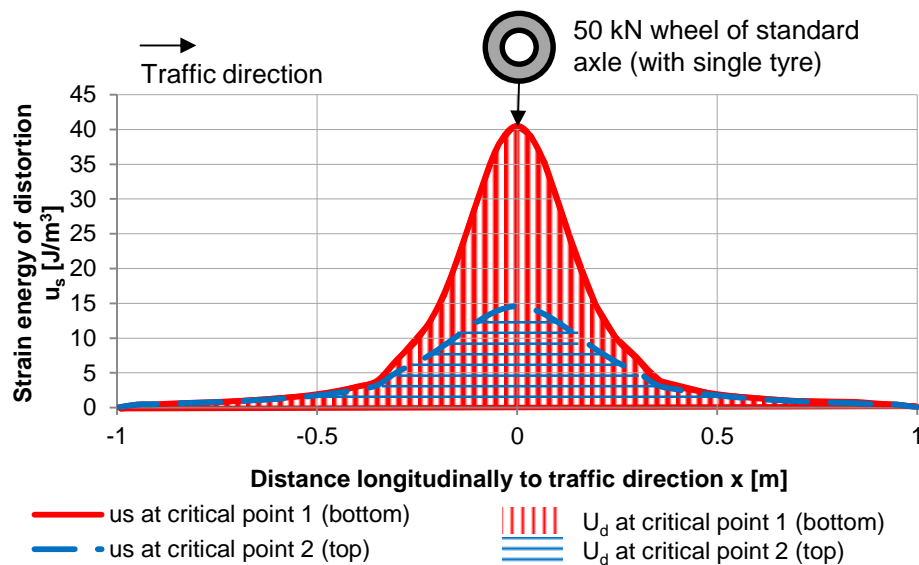 50 kN wheel of standard
axle (with single tyre)
Traffic direction
Strain energy of distortion
uₛ [J/m³]
45
40
35
30
25
20
15
10
5
0
-1
-0.5
0
0.5
1
Distance longitudinally to traffic direction x [m]
us at critical point 1 (bottom)
us at critical point 2 (top)
U_d at critical point 1 (bottom)
U_d at critical point 2 (top)